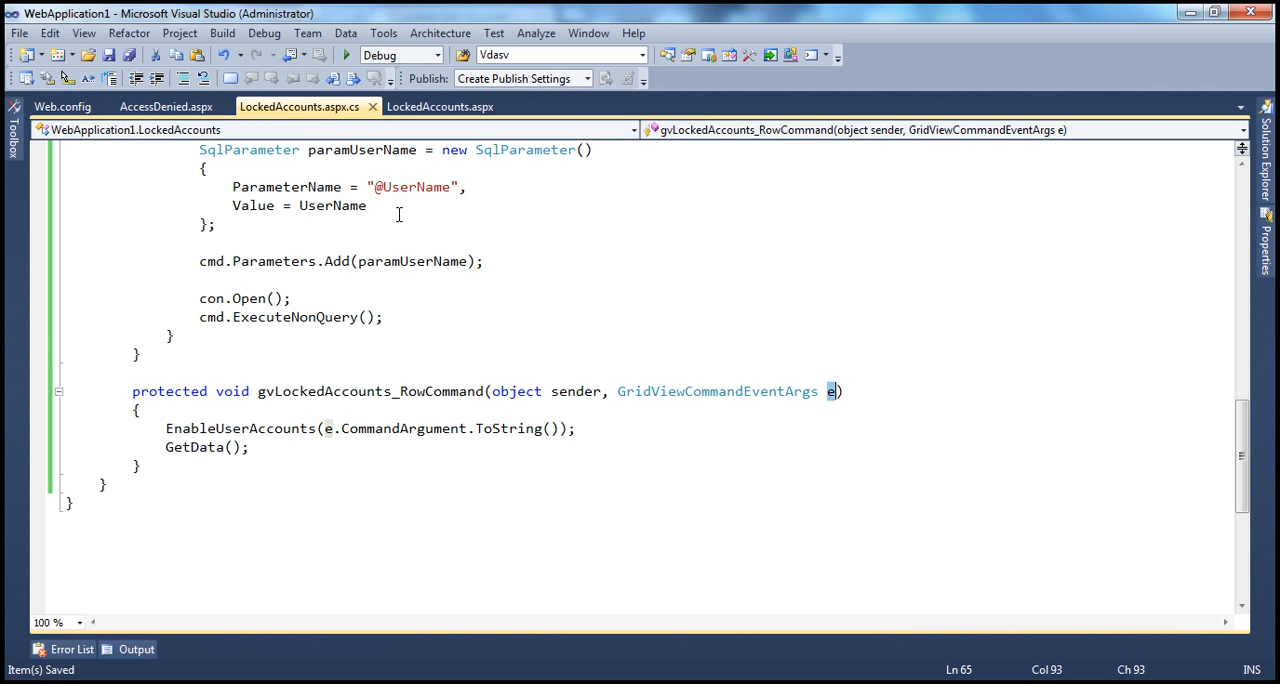 WebApplication1 - Microsoft Visual Studio (Administrator)
File Edit View Refactor Project Build Debug Team Data Tools Architecture Test Analyze Window Help
Debug Vdasv
Publish: Create Publish Settings
Web.config AccessDenied.aspx LockedAccounts.aspx.cs LockedAccounts.aspx
WebApplication1.LockedAccounts gvLockedAccounts_RowCommand(object sender, GridViewCommandEventArgs e)
Toolbox
Solution Explorer
Properties
SqlParameter paramUserName = new SqlParameter()
{
ParameterName = "@UserName",
Value = UserName
};
cmd.Parameters.Add(paramUserName);
con.Open();
cmd.ExecuteNonQuery();
}
}
protected void gvLockedAccounts_RowCommand(object sender, GridViewCommandEventArgs e)
{
EnableUserAccounts(e.CommandArgument.ToString());
GetData();
}
}
}
100 %
Error List Output
Item(s) Saved Ln 65 Col 93 Ch 93 INS